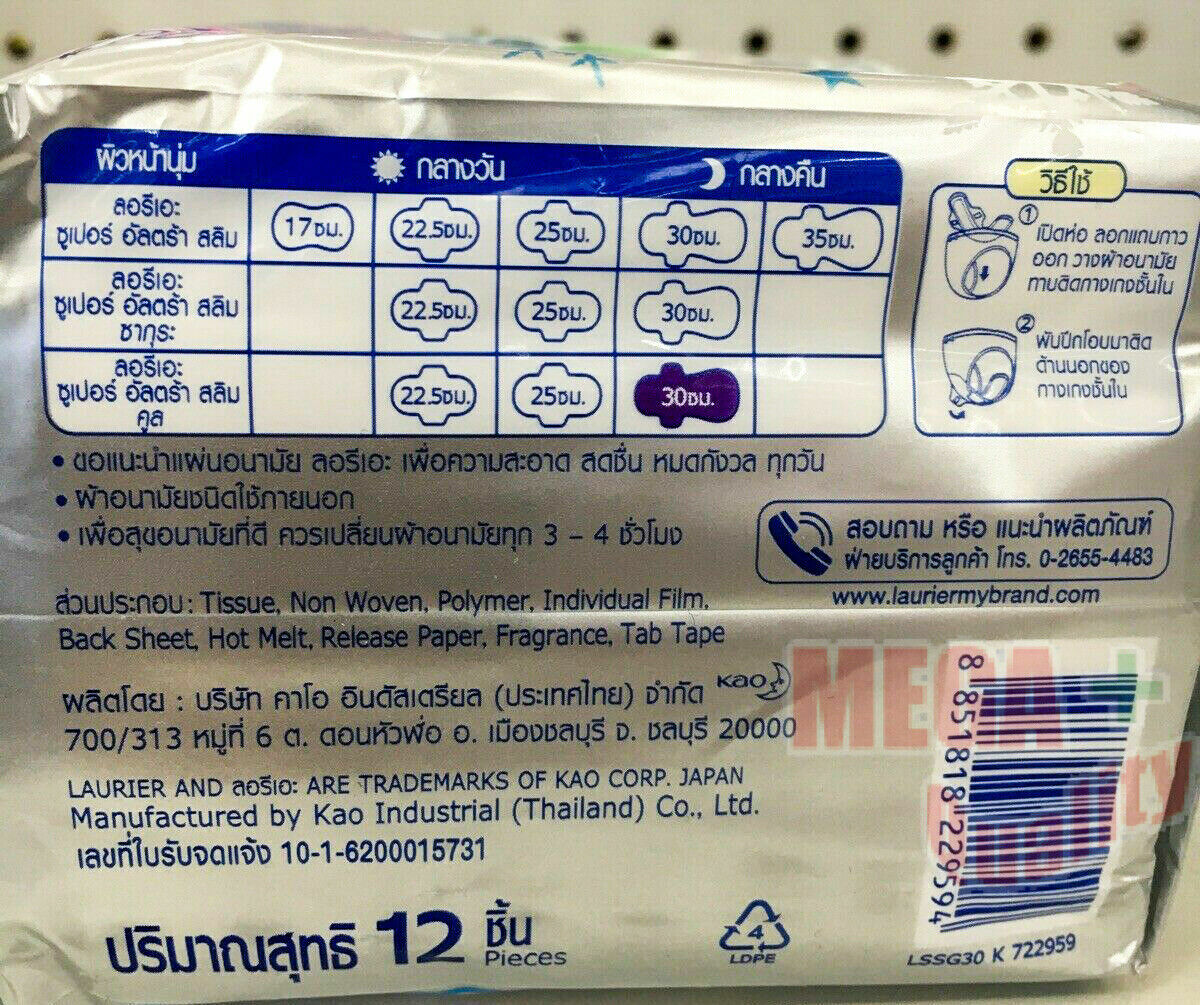 ผิวหน้านุ่ม กลางวัน กลางคืน
ลอรีเอะ
ซูเปอร์ อัลตร้า สลิม 17ซม. 22.5ซม. 25ซม. 30ซม. 35ซม.
ลอรีเอะ
ซูเปอร์ อัลตร้า สลิม
ซากุระ 22.5ซม. 25ซม. 30ซม.
ลอรีเอะ
ซูเปอร์ อัลตร้า สลิม
คูล 22.5ซม. 25ซม. 30ซม.
วิธีใช้
1 เปิดห่อ ลอกแถบกาว
ออก วางผ้าอนามัย
ทาบติดกางเกงชั้นใน
2 พับปีกโอบมาติด
ด้านนอกของ
กางเกงชั้นใน
• ขอแนะนำแผ่นอนามัย ลอรีเอะ เพื่อความสะอาด สดชื่น หมดกังวล ทุกวัน
• ผ้าอนามัยชนิดใช้ภายนอก
• เพื่อสุขอนามัยที่ดี ควรเปลี่ยนผ้าอนามัยทุก 3 – 4 ชั่วโมง
สอบถาม หรือ แนะนำผลิตภัณฑ์
ฝ่ายบริการลูกค้า โทร. 0-2655-4483
www.lauriermybrand.com
ส่วนประกอบ: Tissue, Non Woven, Polymer, Individual Film,
Back Sheet, Hot Melt, Release Paper, Fragrance, Tab Tape
ผลิตโดย : บริษัท คาโอ อินดัสเตรียล (ประเทศไทย) จำกัด Kao
700/313 หมู่ที่ 6 ต. ดอนหัวฬ่อ อ. เมืองชลบุรี จ. ชลบุรี 20000
LAURIER AND ลอรีเอะ ARE TRADEMARKS OF KAO CORP. JAPAN
Manufactured by Kao Industrial (Thailand) Co., Ltd.
เลขที่ใบรับจดแจ้ง 10-1-6200015731
ปริมาณสุทธิ 12 ชิ้น
Pieces
4
LDPE
8 851818 229594
LSSG30 K 722959
MEGA +
Quality